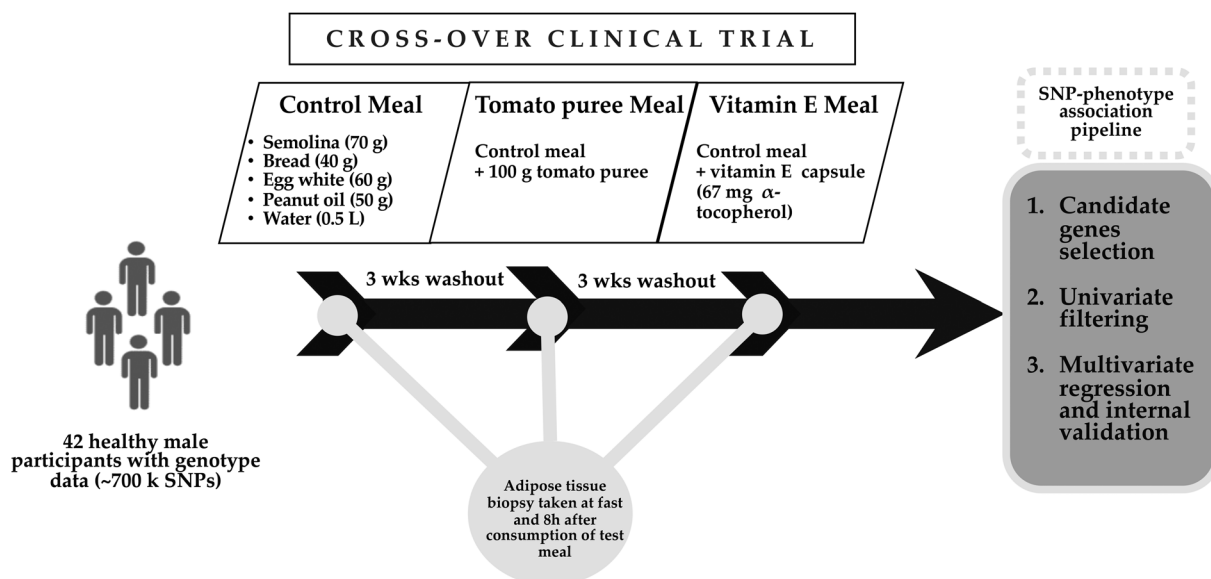 CROSS-OVER CLINICAL TRIAL
Control Meal
• Semolina (70 g)
• Bread (40 g)
• Egg white (60 g)
• Peanut oil (50 g)
• Water (0.5 L)
Tomato puree Meal
Control meal
+ 100 g tomato puree
Vitamin E Meal
Control meal
+ vitamin E capsule
(67 mg α-
tocopherol)
3 wks washout
3 wks washout
42 healthy male
participants with genotype
data (~700 k SNPs)
Adipose tissue
biopsy taken at fast
and 8h after
consumption of test
meal
SNP-phenotype
association
pipeline
1. Candidate
genes
selection
2. Univariate
filtering
3. Multivariate
regression
and internal
validation